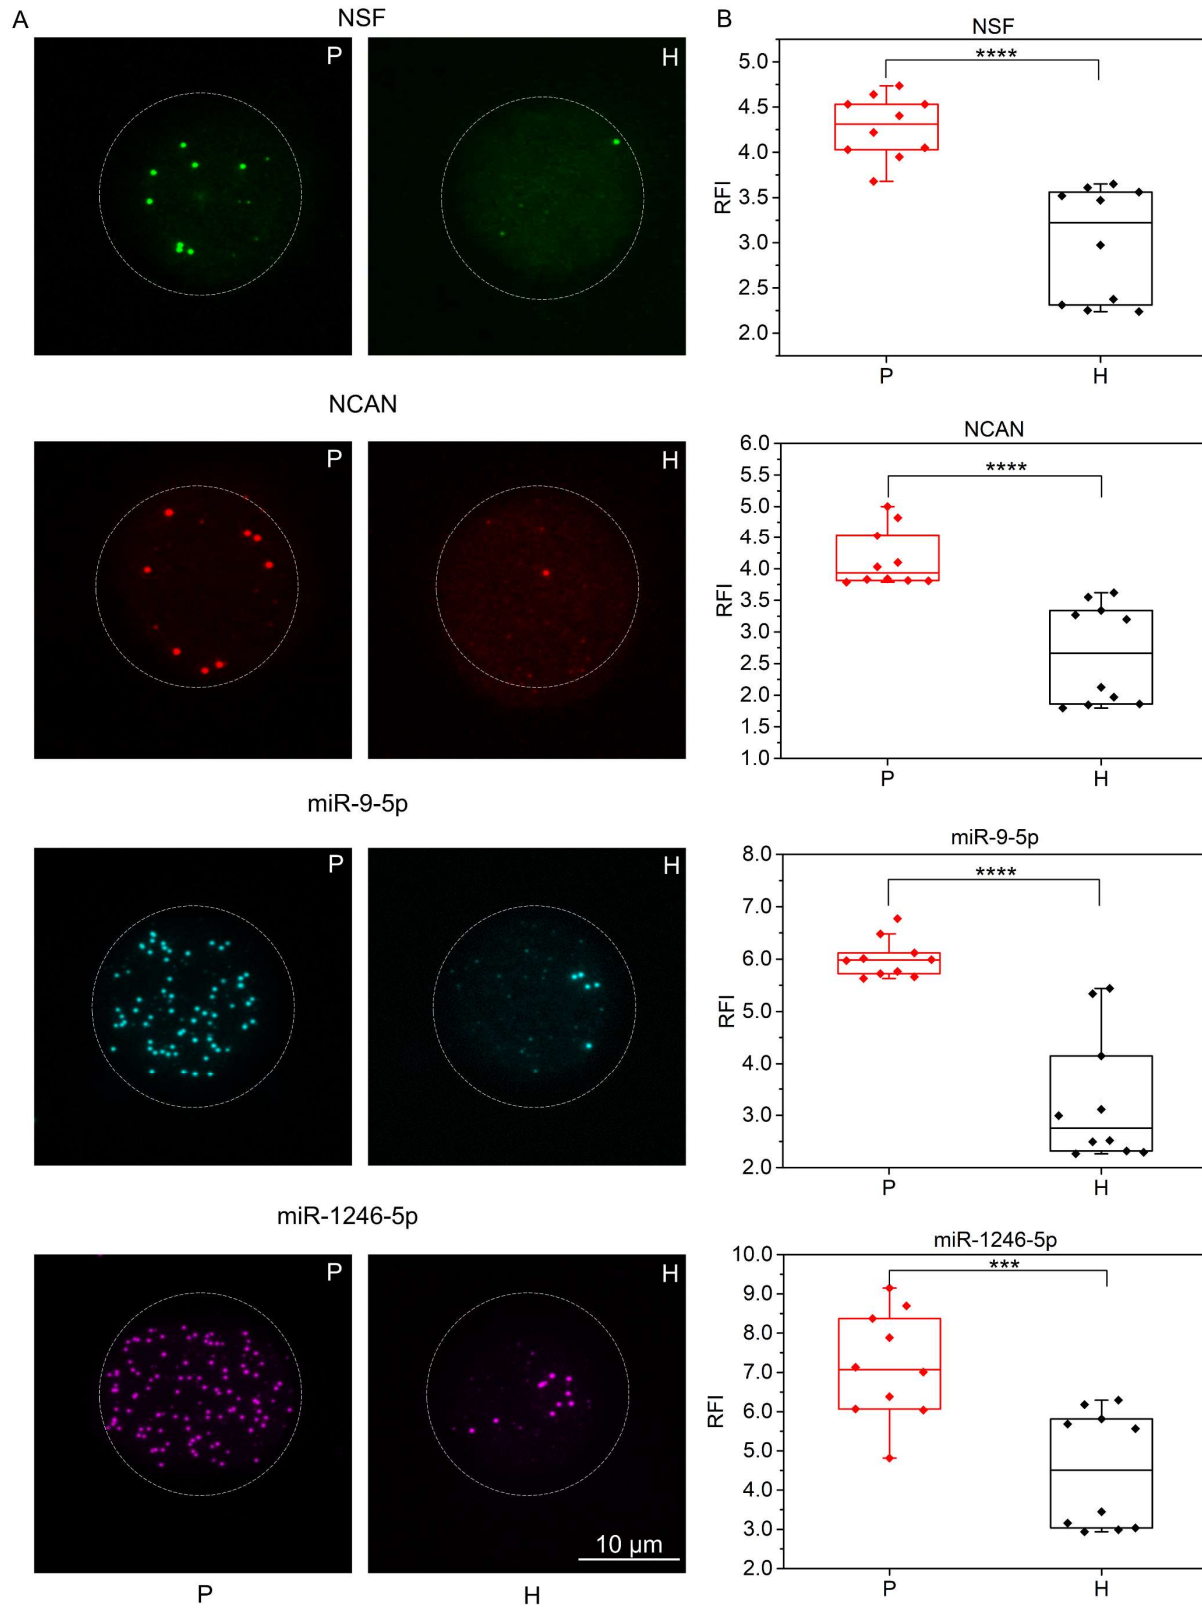 A
NSF
P
H
NCAN
P
H
miR-9-5p
P
H
miR-1246-5p
P
H
10 μm
P
H
B
NSF
****
5.0
4.5
4.0
3.5
3.0
2.5
2.0
RFI
P
H
NCAN
****
6.0
5.5
5.0
4.5
4.0
3.5
3.0
2.5
2.0
1.5
1.0
RFI
P
H
miR-9-5p
****
8.0
7.0
6.0
5.0
4.0
3.0
2.0
RFI
P
H
miR-1246-5p
***
10.0
9.0
8.0
7.0
6.0
5.0
4.0
3.0
2.0
RFI
P
H